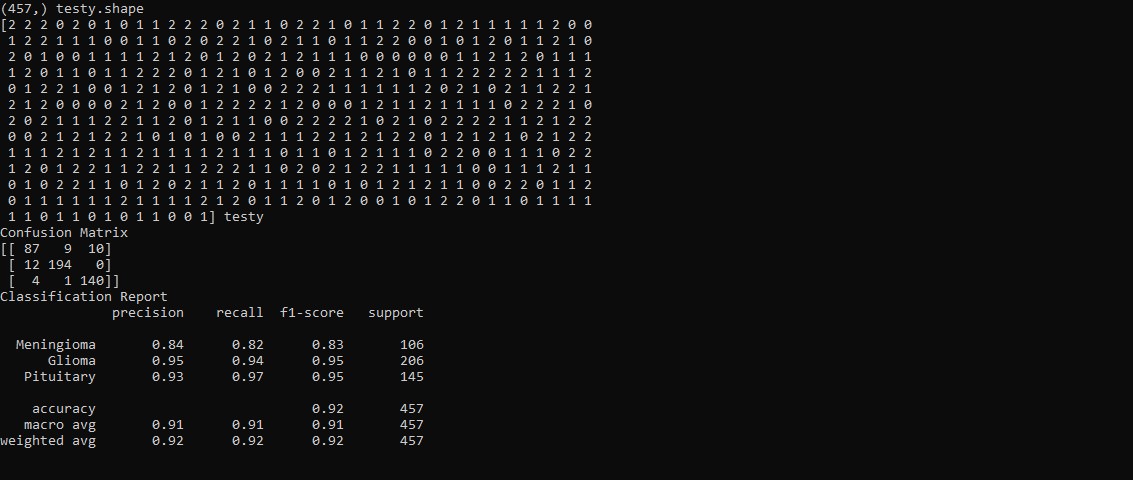 (457,) testy.shape
[2 2 2 0 2 0 1 0 1 1 2 2 2 0 2 1 1 0 2 2 1 0 1 1 2 2 0 1 2 1 1 1 1 1 2 0 0
1 2 2 1 1 1 0 0 1 1 0 2 0 2 2 1 0 2 1 1 0 1 1 2 2 0 0 1 0 1 2 0 1 1 2 1 0
2 0 1 0 0 1 1 1 1 2 1 2 0 1 2 0 2 1 2 1 1 1 0 0 0 0 0 0 1 1 2 1 2 0 1 1 1
1 2 0 1 1 0 1 1 2 2 2 0 1 2 1 0 1 2 0 0 2 1 1 2 1 0 1 1 2 2 2 2 2 1 1 1 2
0 1 2 2 1 0 0 1 2 1 2 0 1 2 1 0 0 2 2 2 1 1 1 1 1 1 2 0 2 1 0 2 1 1 2 2 1
2 1 2 0 0 0 0 2 1 2 0 0 1 2 2 2 2 1 2 0 0 0 1 2 1 1 2 1 1 1 1 0 2 2 2 1 0
2 0 2 1 1 1 2 2 1 1 2 0 1 2 1 1 0 0 2 2 2 2 1 0 2 1 0 2 2 2 2 1 1 2 1 2 2
0 0 2 1 2 1 2 2 1 0 1 0 1 0 0 2 1 1 1 2 2 1 2 1 2 2 0 1 2 1 2 1 0 2 1 2 2
1 1 1 2 1 2 1 1 2 1 1 1 1 2 1 1 1 0 1 1 0 1 2 1 1 1 0 2 2 0 0 1 1 1 0 2 2
1 2 0 1 2 2 1 1 2 2 1 1 2 2 2 1 1 0 2 0 2 1 2 2 1 1 1 1 1 1 0 0 1 1 1 2 1 1
0 1 0 2 2 1 1 0 1 2 0 2 1 1 2 0 1 1 1 1 0 1 0 1 2 1 2 1 1 0 0 2 2 0 1 1 2
0 1 1 1 1 1 1 2 1 1 1 1 2 1 2 0 1 1 2 0 1 2 0 0 1 0 1 2 2 0 1 1 0 1 1 1 1
1 1 0 1 1 0 1 0 1 1 0 0 1] testy
Confusion Matrix
[[ 87 9 10]
[ 12 194 0]
[ 4 1 140]]
Classification Report
precision recall f1-score support
Meningioma 0.84 0.82 0.83 106
Glioma 0.95 0.94 0.95 206
Pituitary 0.93 0.97 0.95 145
accuracy 0.92 457
macro avg 0.91 0.91 0.91 457
weighted avg 0.92 0.92 0.92 457